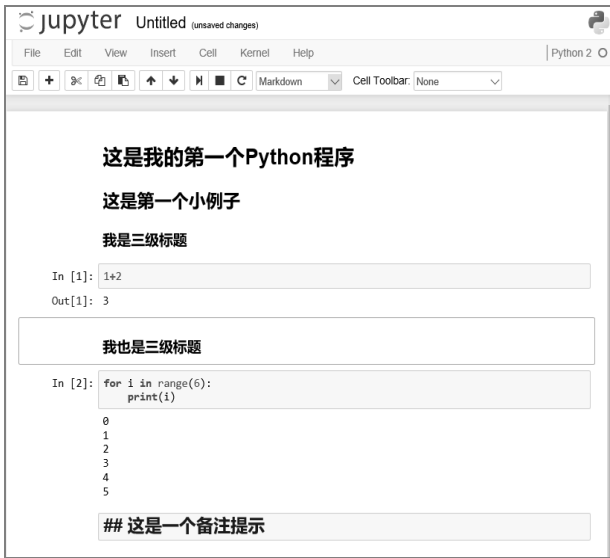 jupyter Untitled (unsaved changes)
File Edit View Insert Cell Kernel Help Python 2
Markdown Cell Toolbar: None
这是我的第一个Python程序
这是第一个小例子
我是三级标题
In [1]: 1+2
Out[1]: 3
我也是三级标题
In [2]: for i in range(6):
print(i)
0
1
2
3
4
5
## 这是一个备注提示